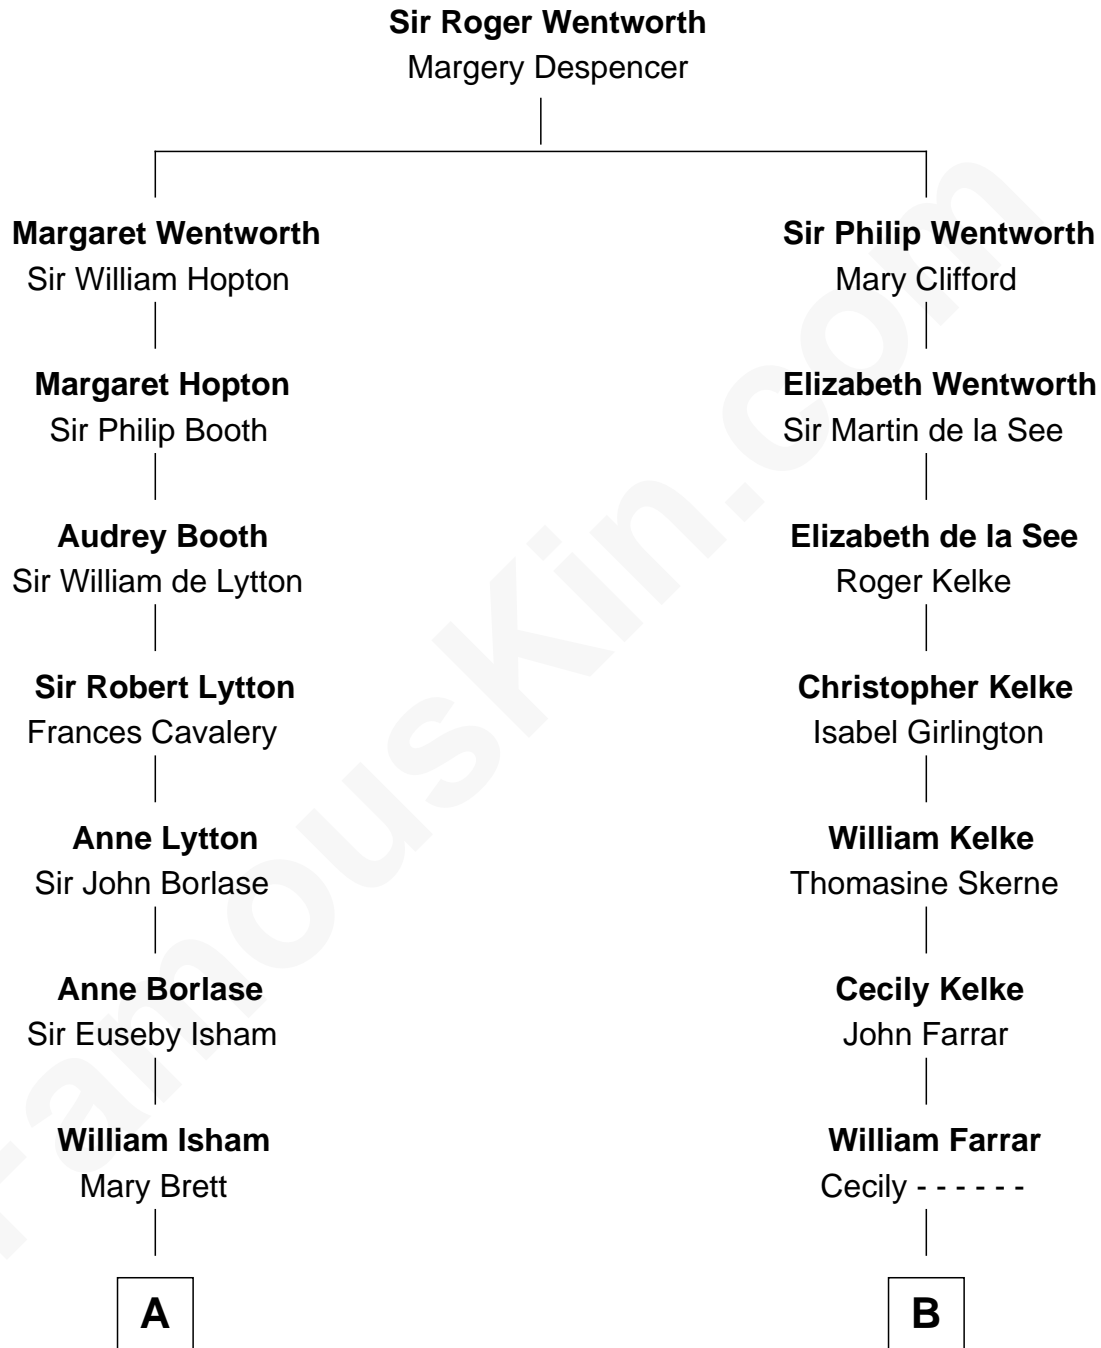 Sir Roger Wentworth
Margery Despencer
Margaret Wentworth
Sir William Hopton
Sir Philip Wentworth
Mary Clifford
Margaret Hopton
Sir Philip Booth
Elizabeth Wentworth
Sir Martin de la See
Audrey Booth
Sir William de Lytton
Elizabeth de la See
Roger Kelke
Sir Robert Lytton
Frances Cavalery
Christopher Kelke
Isabel Girlington
Anne Lytton
Sir John Borlase
William Kelke
Thomasine Skerne
Anne Borlase
Sir Euseby Isham
Cecily Kelke
John Farrar
William Isham
Mary Brett
William Farrar
Cecily - - - - - -
A
B
FamousKin.com